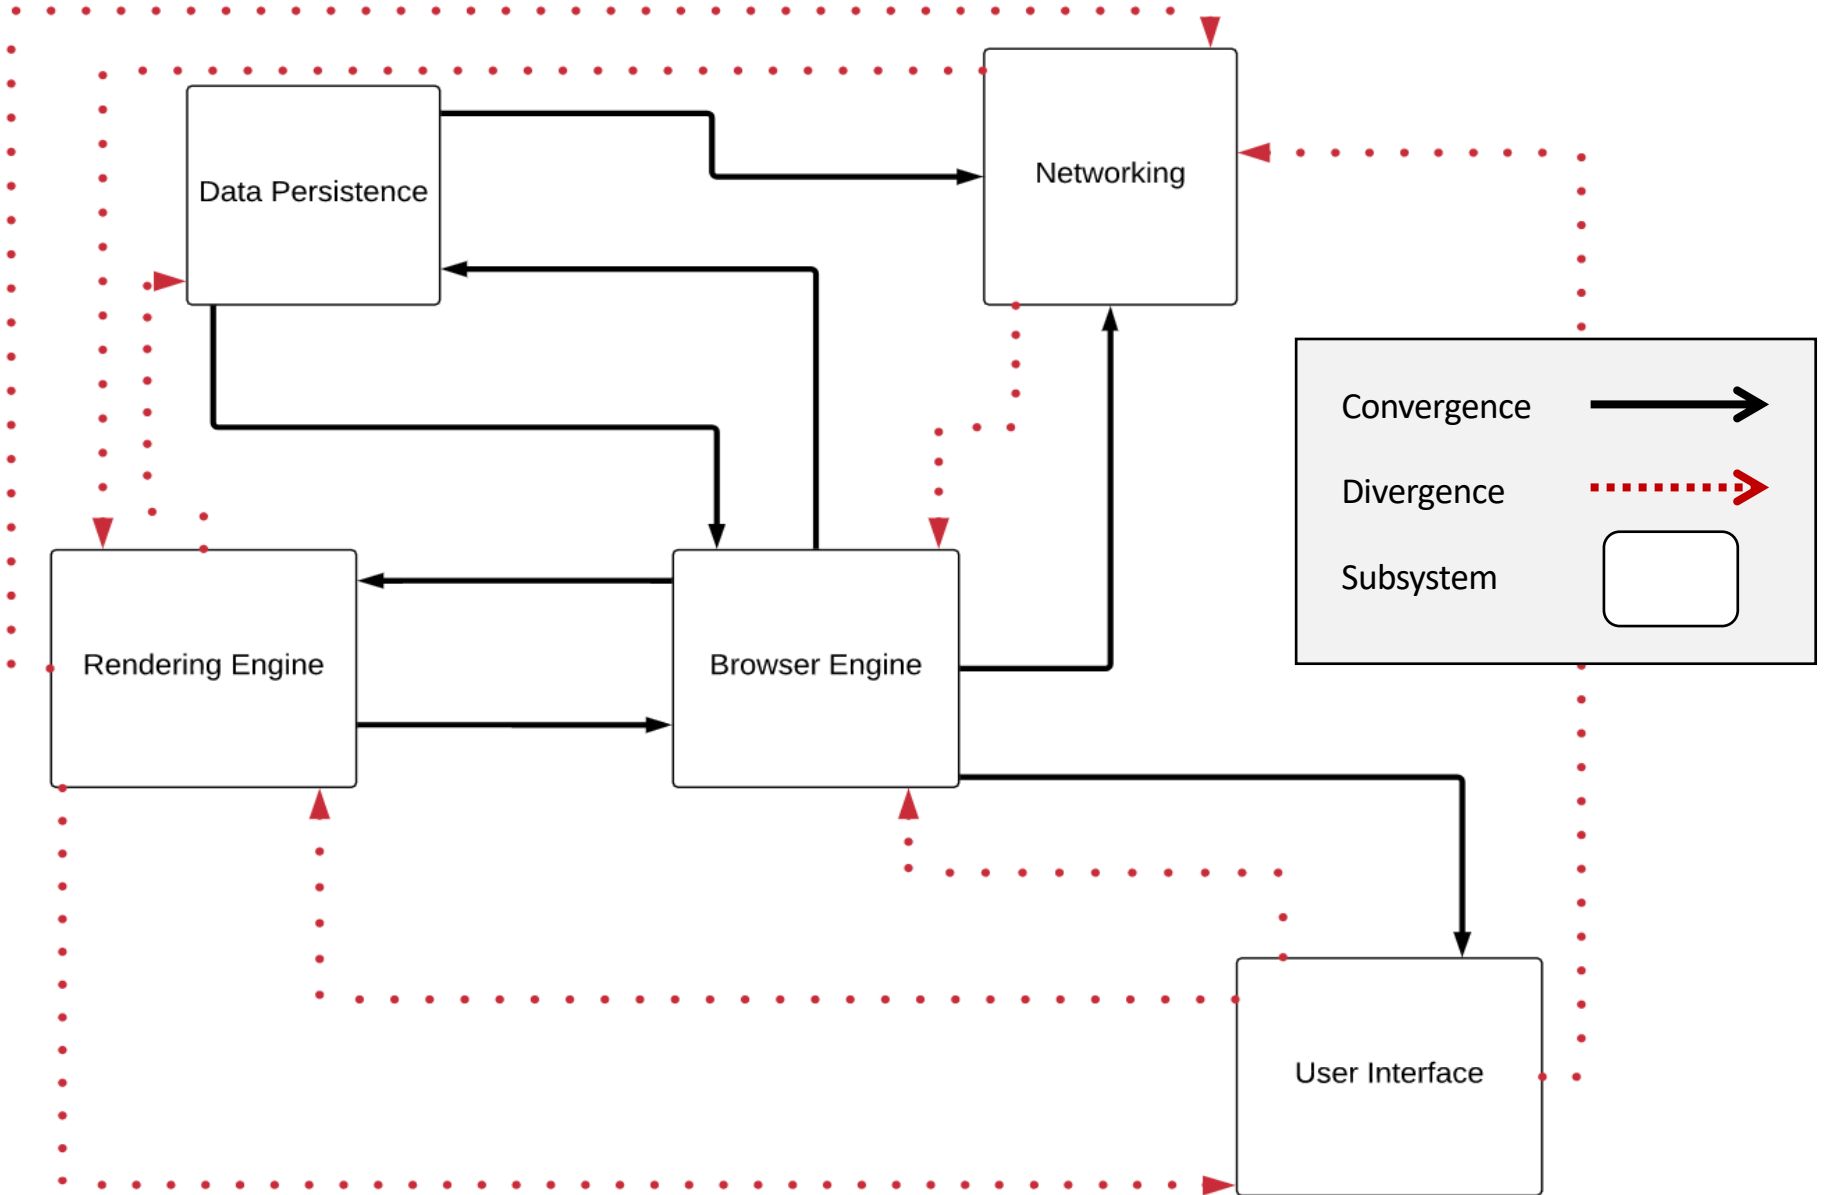 Networking
Data Persistence
Convergence
Divergence
Subsystem
Rendering Engine
Browser Engine
User Interface